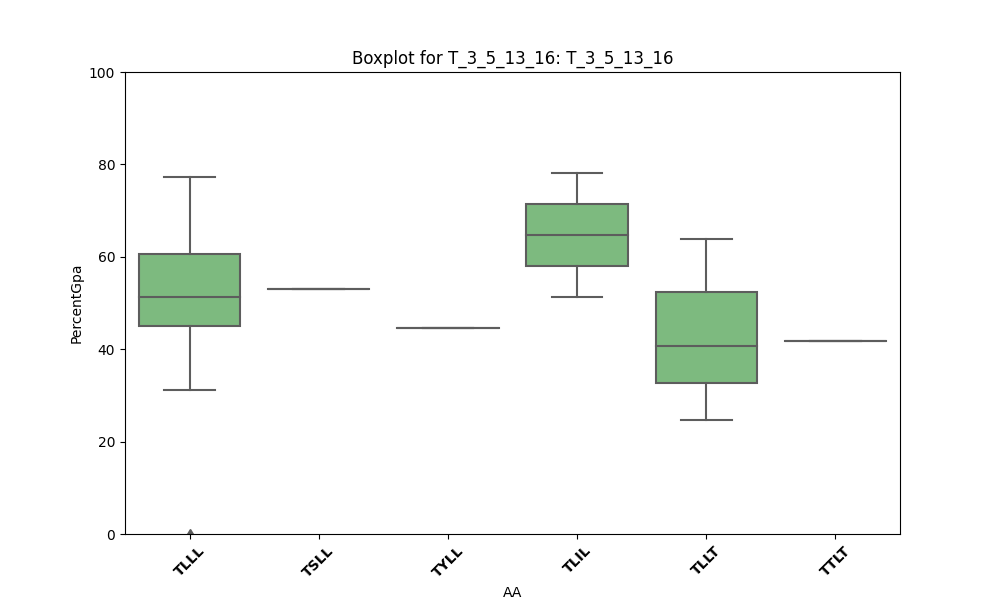 Boxplot for T_3_5_13_16: T_3_5_13_16
100
80
60
40
20
0
PercentGpa
TLLL
TSLL
TYLL
TLIL
TLLT
TTLT
AA